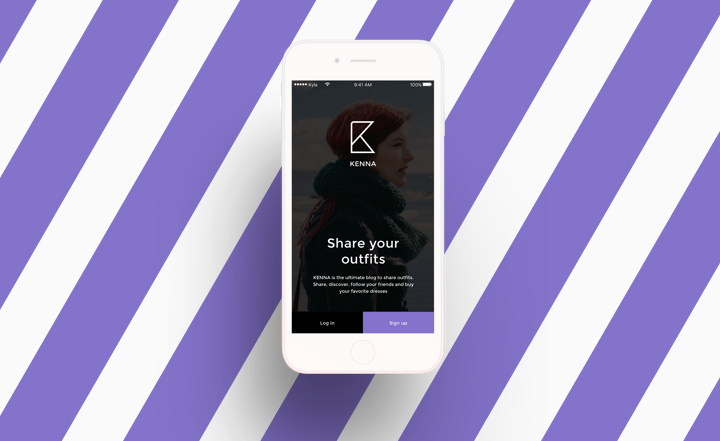 Kyle 9:41 AM 100%
KENNA
Share your
outfits
KENNA is the ultimate blog to share outfits.
Share, discover, follow your friends and buy
your favorite dresses
Log in Sign up